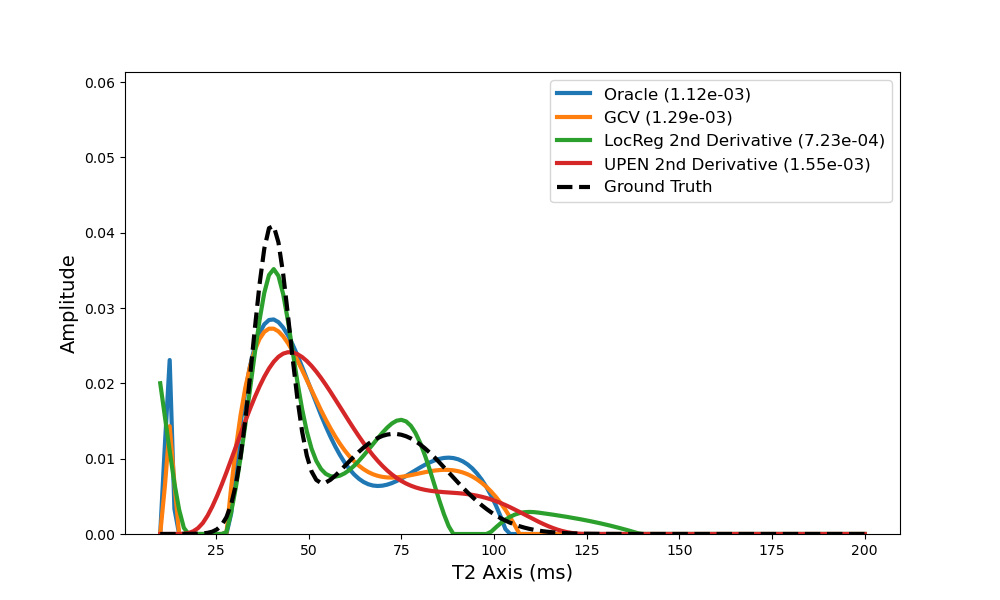 Oracle (1.12e-03)
GCV (1.29e-03)
LocReg 2nd Derivative (7.23e-04)
UPEN 2nd Derivative (1.55e-03)
Ground Truth
0.06
0.05
0.04
0.03
0.02
0.01
0.00
Amplitude
25 50 75 100 125 150 175 200
T2 Axis (ms)